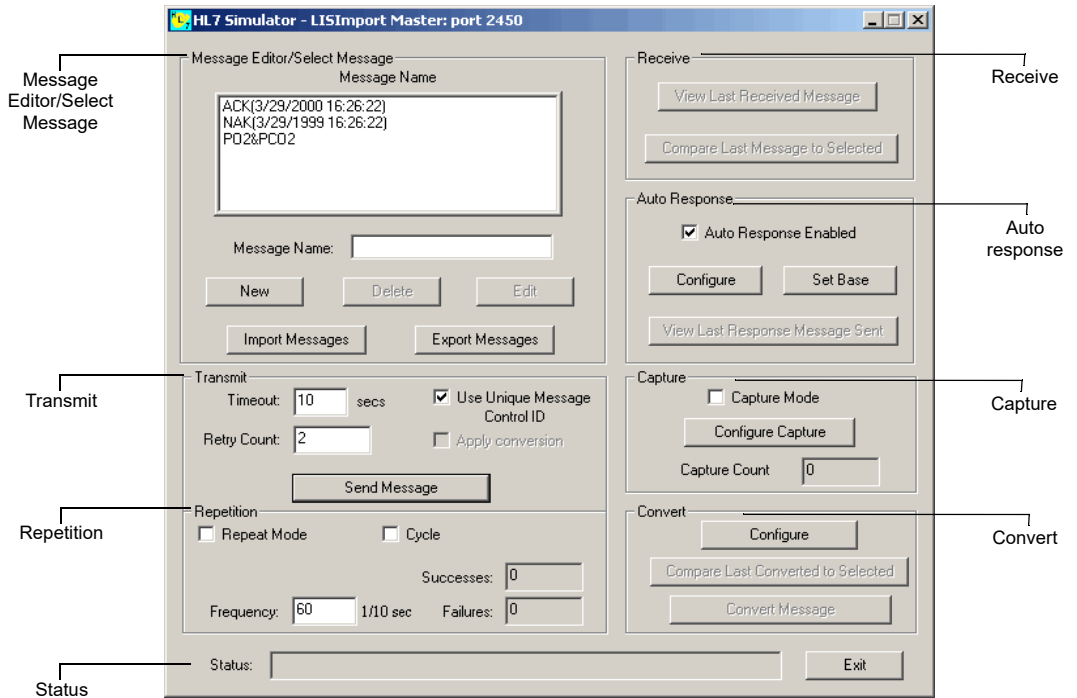 HL7 Simulator - LISImport Master: port 2450
Message Editor/Select Message
Message Name
ACK(3/29/2000 16:26:22)
NAK(3/29/1999 16:26:22)
PO2&PCO2
Message Name:
New
Delete
Edit
Import Messages
Export Messages
Transmit
Timeout:
10
secs
Use Unique Message
Control ID
Retry Count:
2
Apply conversion
Send Message
Repetition
Repeat Mode
Cycle
Successes:
0
Frequency:
60
1/10 sec
Failures:
0
Status:
Exit
Receive
View Last Received Message
Compare Last Message to Selected
Auto Response
Auto Response Enabled
Configure
Set Base
View Last Response Message Sent
Capture
Capture Mode
Configure Capture
Capture Count
0
Convert
Configure
Compare Last Converted to Selected
Convert Message
Message
Editor/Select
Message
Transmit
Repetition
Status
Receive
Auto
response
Capture
Convert